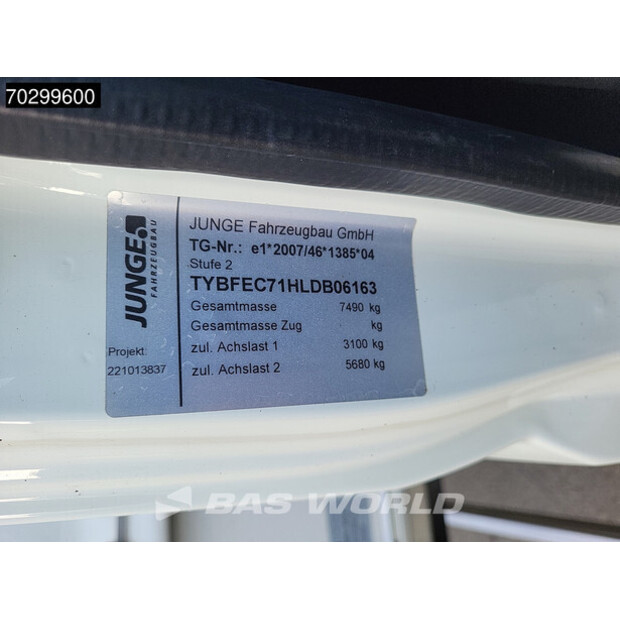 70299600
JUNGE
FAHRZEUGBAU
JUNGE Fahrzeugbau GmbH
TG-Nr.: e1*2007/46*1385*04
Stufe 2
TYBFEC71HLDB06163
Gesamtmasse 7490 kg
Gesamtmasse Zug kg
zul. Achslast 1 3100 kg
zul. Achslast 2 5680 kg
Projekt:
221013837
BAS WORLD